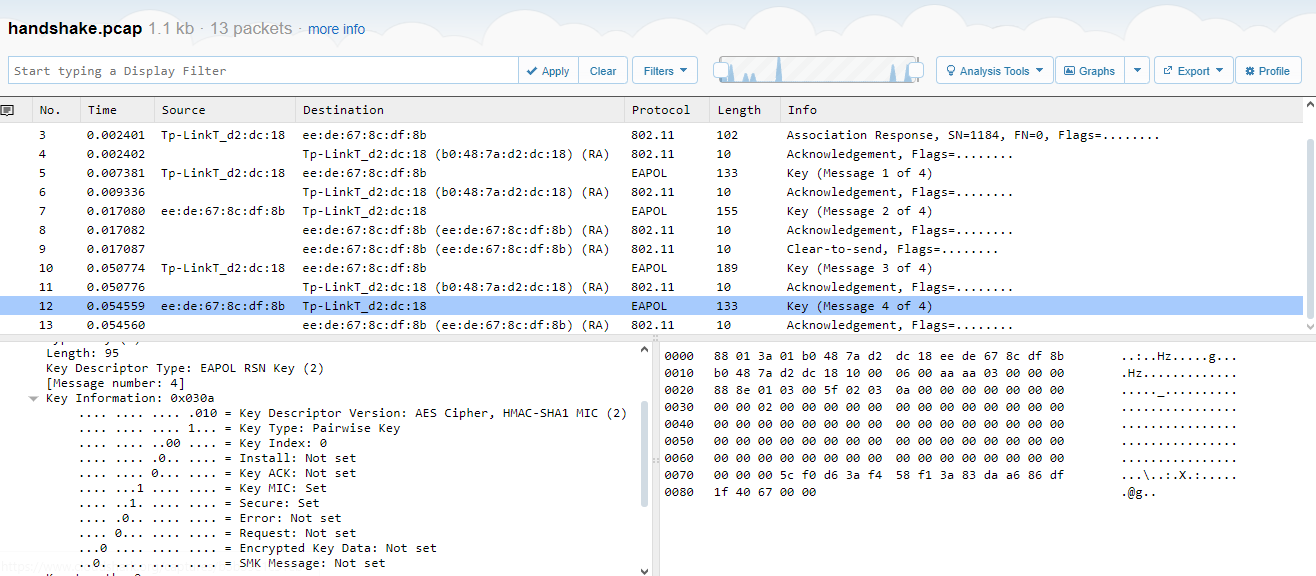 handshake.pcap 1.1 kb · 13 packets · more info
Start typing a Display Filter Apply Clear Filters Analysis Tools Graphs Export Profile
No. Time Source Destination Protocol Length Info
3 0.002401 Tp-LinkT_d2:dc:18 ee:de:67:8c:df:8b 802.11 102 Association Response, SN=1184, FN=0, Flags=........
4 0.002402 Tp-LinkT_d2:dc:18 (b0:48:7a:d2:dc:18) (RA) 802.11 10 Acknowledgement, Flags=........
5 0.007381 Tp-LinkT_d2:dc:18 ee:de:67:8c:df:8b EAPOL 133 Key (Message 1 of 4)
6 0.009336 Tp-LinkT_d2:dc:18 (b0:48:7a:d2:dc:18) (RA) 802.11 10 Acknowledgement, Flags=........
7 0.017080 ee:de:67:8c:df:8b Tp-LinkT_d2:dc:18 EAPOL 155 Key (Message 2 of 4)
8 0.017082 ee:de:67:8c:df:8b (ee:de:67:8c:df:8b) (RA) 802.11 10 Acknowledgement, Flags=........
9 0.017087 ee:de:67:8c:df:8b (ee:de:67:8c:df:8b) (RA) 802.11 10 Clear-to-send, Flags=........
10 0.050774 Tp-LinkT_d2:dc:18 ee:de:67:8c:df:8b EAPOL 189 Key (Message 3 of 4)
11 0.050776 Tp-LinkT_d2:dc:18 (b0:48:7a:d2:dc:18) (RA) 802.11 10 Acknowledgement, Flags=........
12 0.054559 ee:de:67:8c:df:8b Tp-LinkT_d2:dc:18 EAPOL 133 Key (Message 4 of 4)
13 0.054560 ee:de:67:8c:df:8b (ee:de:67:8c:df:8b) (RA) 802.11 10 Acknowledgement, Flags=........
Length: 95
Key Descriptor Type: EAPOL RSN Key (2)
[Message number: 4]
Key Information: 0x030a
.... .... .... .010 = Key Descriptor Version: AES Cipher, HMAC-SHA1 MIC (2)
.... .... .... 1... = Key Type: Pairwise Key
.... .... ..00 .... = Key Index: 0
.... .... .0.. .... = Install: Not set
.... .... 0... .... = Key ACK: Not set
.... ...1 .... .... = Key MIC: Set
.... ..1. .... .... = Secure: Set
.... .0.. .... .... = Error: Not set
.... 0... .... .... = Request: Not set
...0 .... .... .... = Encrypted Key Data: Not set
..0. .... .... .... = SMK Message: Not set
0000 88 01 3a 01 b0 48 7a d2 dc 18 ee de 67 8c df 8b ..:..Hz.....g...
0010 b0 48 7a d2 dc 18 10 00 06 00 aa aa 03 00 00 00 .Hz.............
0020 88 8e 01 03 00 5f 02 03 0a 00 00 00 00 00 00 00 ....._..........
0030 00 00 02 00 00 00 00 00 00 00 00 00 00 00 00 00 ................
0040 00 00 00 00 00 00 00 00 00 00 00 00 00 00 00 00 ................
0050 00 00 00 00 00 00 00 00 00 00 00 00 00 00 00 00 ................
0060 00 00 00 00 00 00 00 00 00 00 00 00 00 00 00 00 ................
0070 00 00 00 5c f0 d6 3a f4 58 f1 3a 83 da a6 86 df ...\..:.X.:.....
0080 1f 40 67 00 00 .@g..